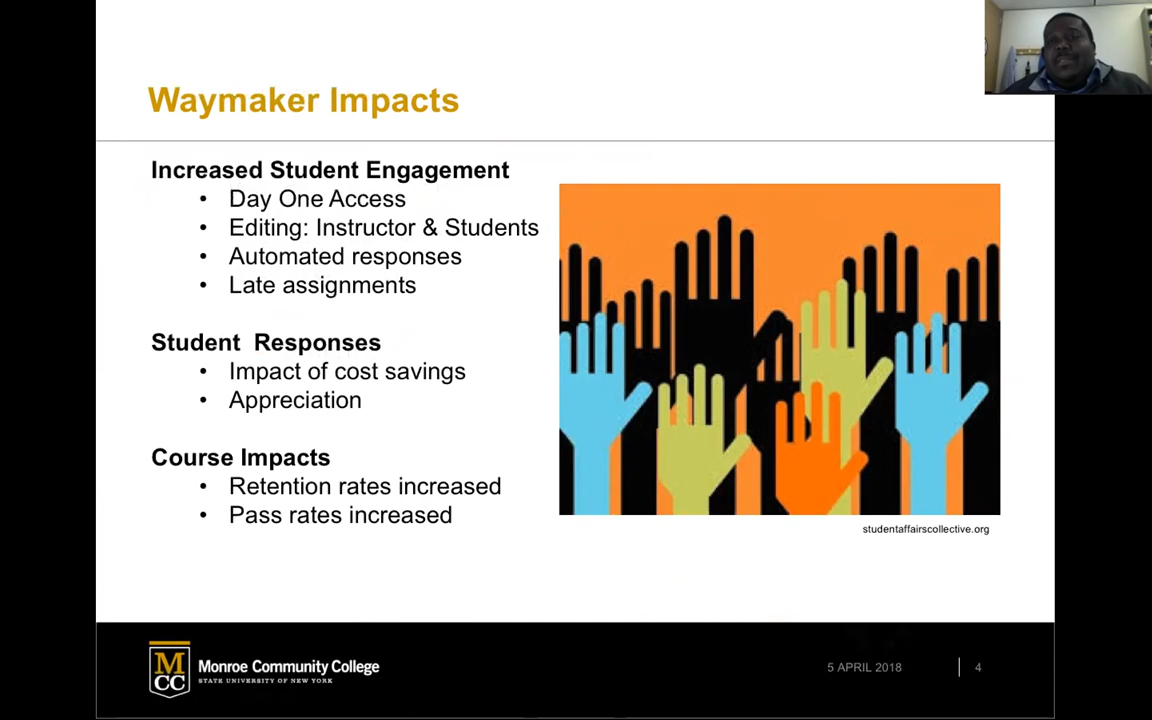 Waymaker Impacts
Increased Student Engagement
• Day One Access
• Editing: Instructor & Students
• Automated responses
• Late assignments
Student  Responses
• Impact of cost savings
• Appreciation
Course Impacts
• Retention rates increased
• Pass rates increased
studentaffairscollective.org
MCC
Monroe Community College
STATE UNIVERSITY OF NEW YORK
5 APRIL 2018
4